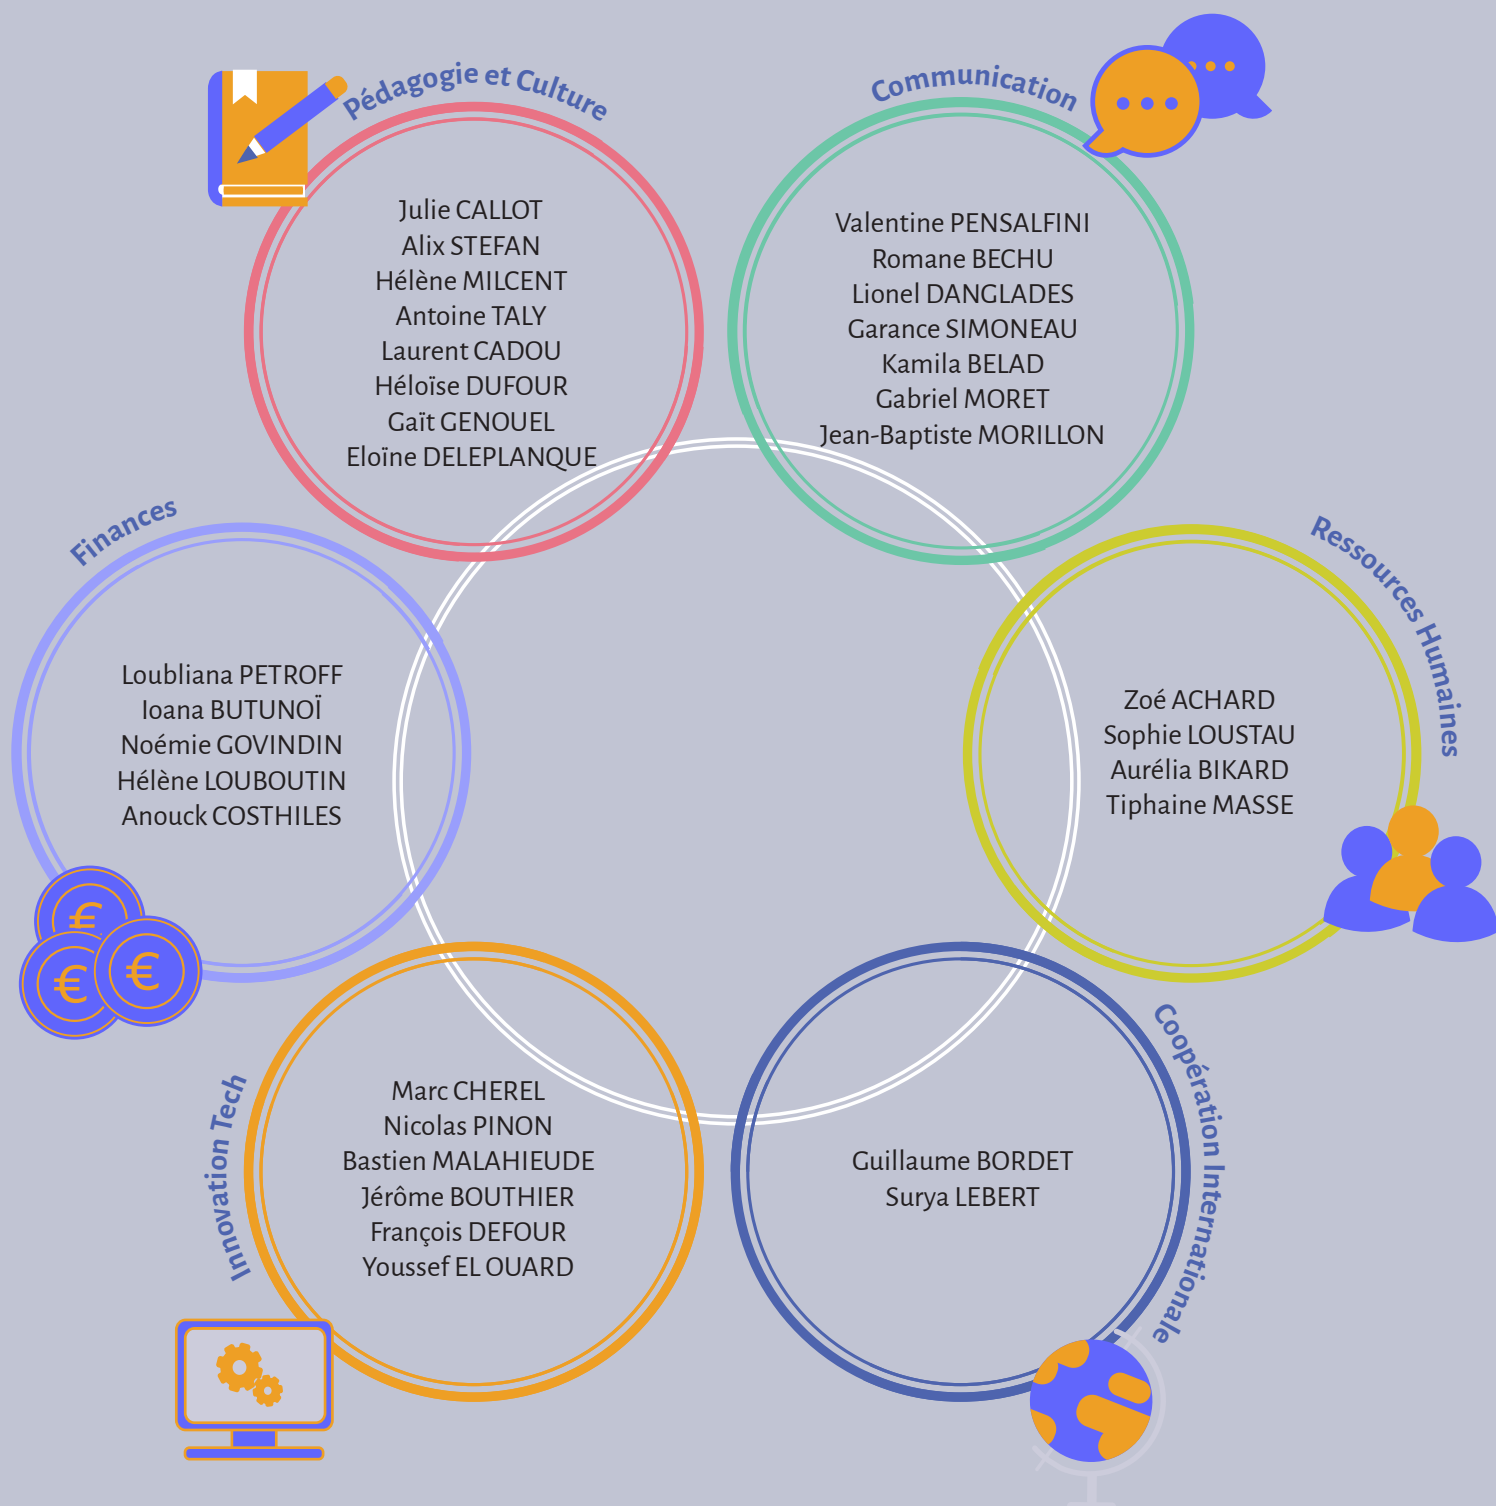 Pédagogie et Culture
Julie CALLOT
Alix STEFAN
Hélène MILCENT
Antoine TALY
Laurent CADOU
Héloïse DUFOUR
Gaït GENOUEL
Eloïne DELEPLANQUE
Communication
Valentine PENSALFINI
Romane BECHU
Lionel DANGLADES
Garance SIMONEAU
Kamila BELAD
Gabriel MORET
Jean-Baptiste MORILLON
Finances
Loubliana PETROFF
Ioana BUTUNOÏ
Noémie GOVINDIN
Hélène LOUBOUTIN
Anouck COSTHILES
€
€
€
Ressources Humaines
Zoé ACHARD
Sophie LOUSTAU
Aurélia BIKARD
Tiphaine MASSE
Innovation Tech
Marc CHEREL
Nicolas PINON
Bastien MALAHIEUDE
Jérôme BOUTHIER
François DEFOUR
Youssef EL OUARD
Coopération Internationale
Guillaume BORDET
Surya LEBERT